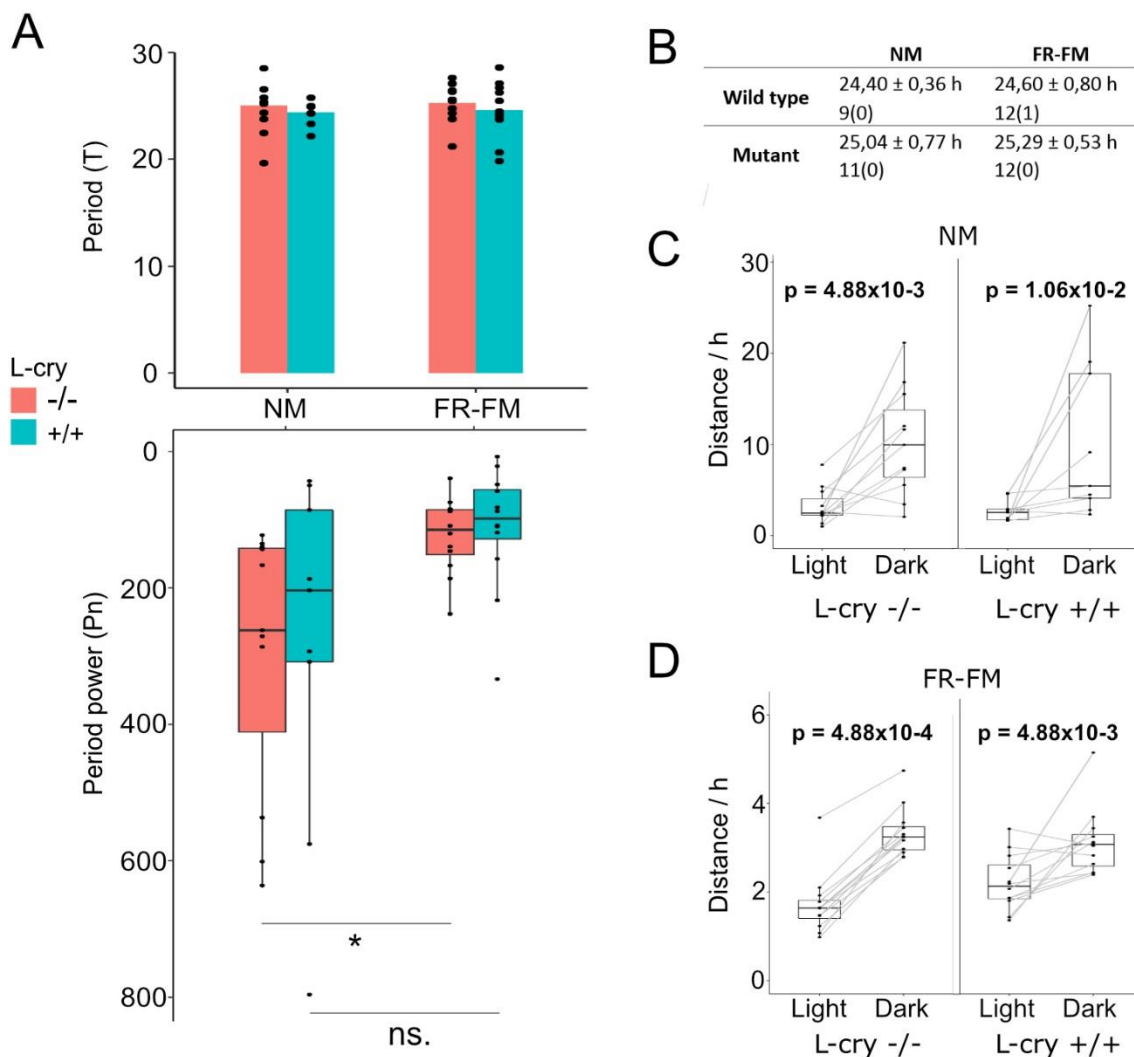 A
30
20
10
0
Period (T)
L-cry
-/-
+/+
NM FR-FM
0
200
400
600
800
Period power (Pn)
*
ns.
B
NM FR-FM
Wild type 24,40 ± 0,36 h 24,60 ± 0,80 h
9(0) 12(1)
Mutant 25,04 ± 0,77 h 25,29 ± 0,53 h
11(0) 12(0)
C
NM
30
20
10
0
Distance / h
p = 4.88x10-3 p = 1.06x10-2
Light Dark Light Dark
L-cry -/- L-cry +/+
D
FR-FM
6
4
2
0
Distance / h
p = 4.88x10-4 p = 4.88x10-3
Light Dark Light Dark
L-cry -/- L-cry +/+